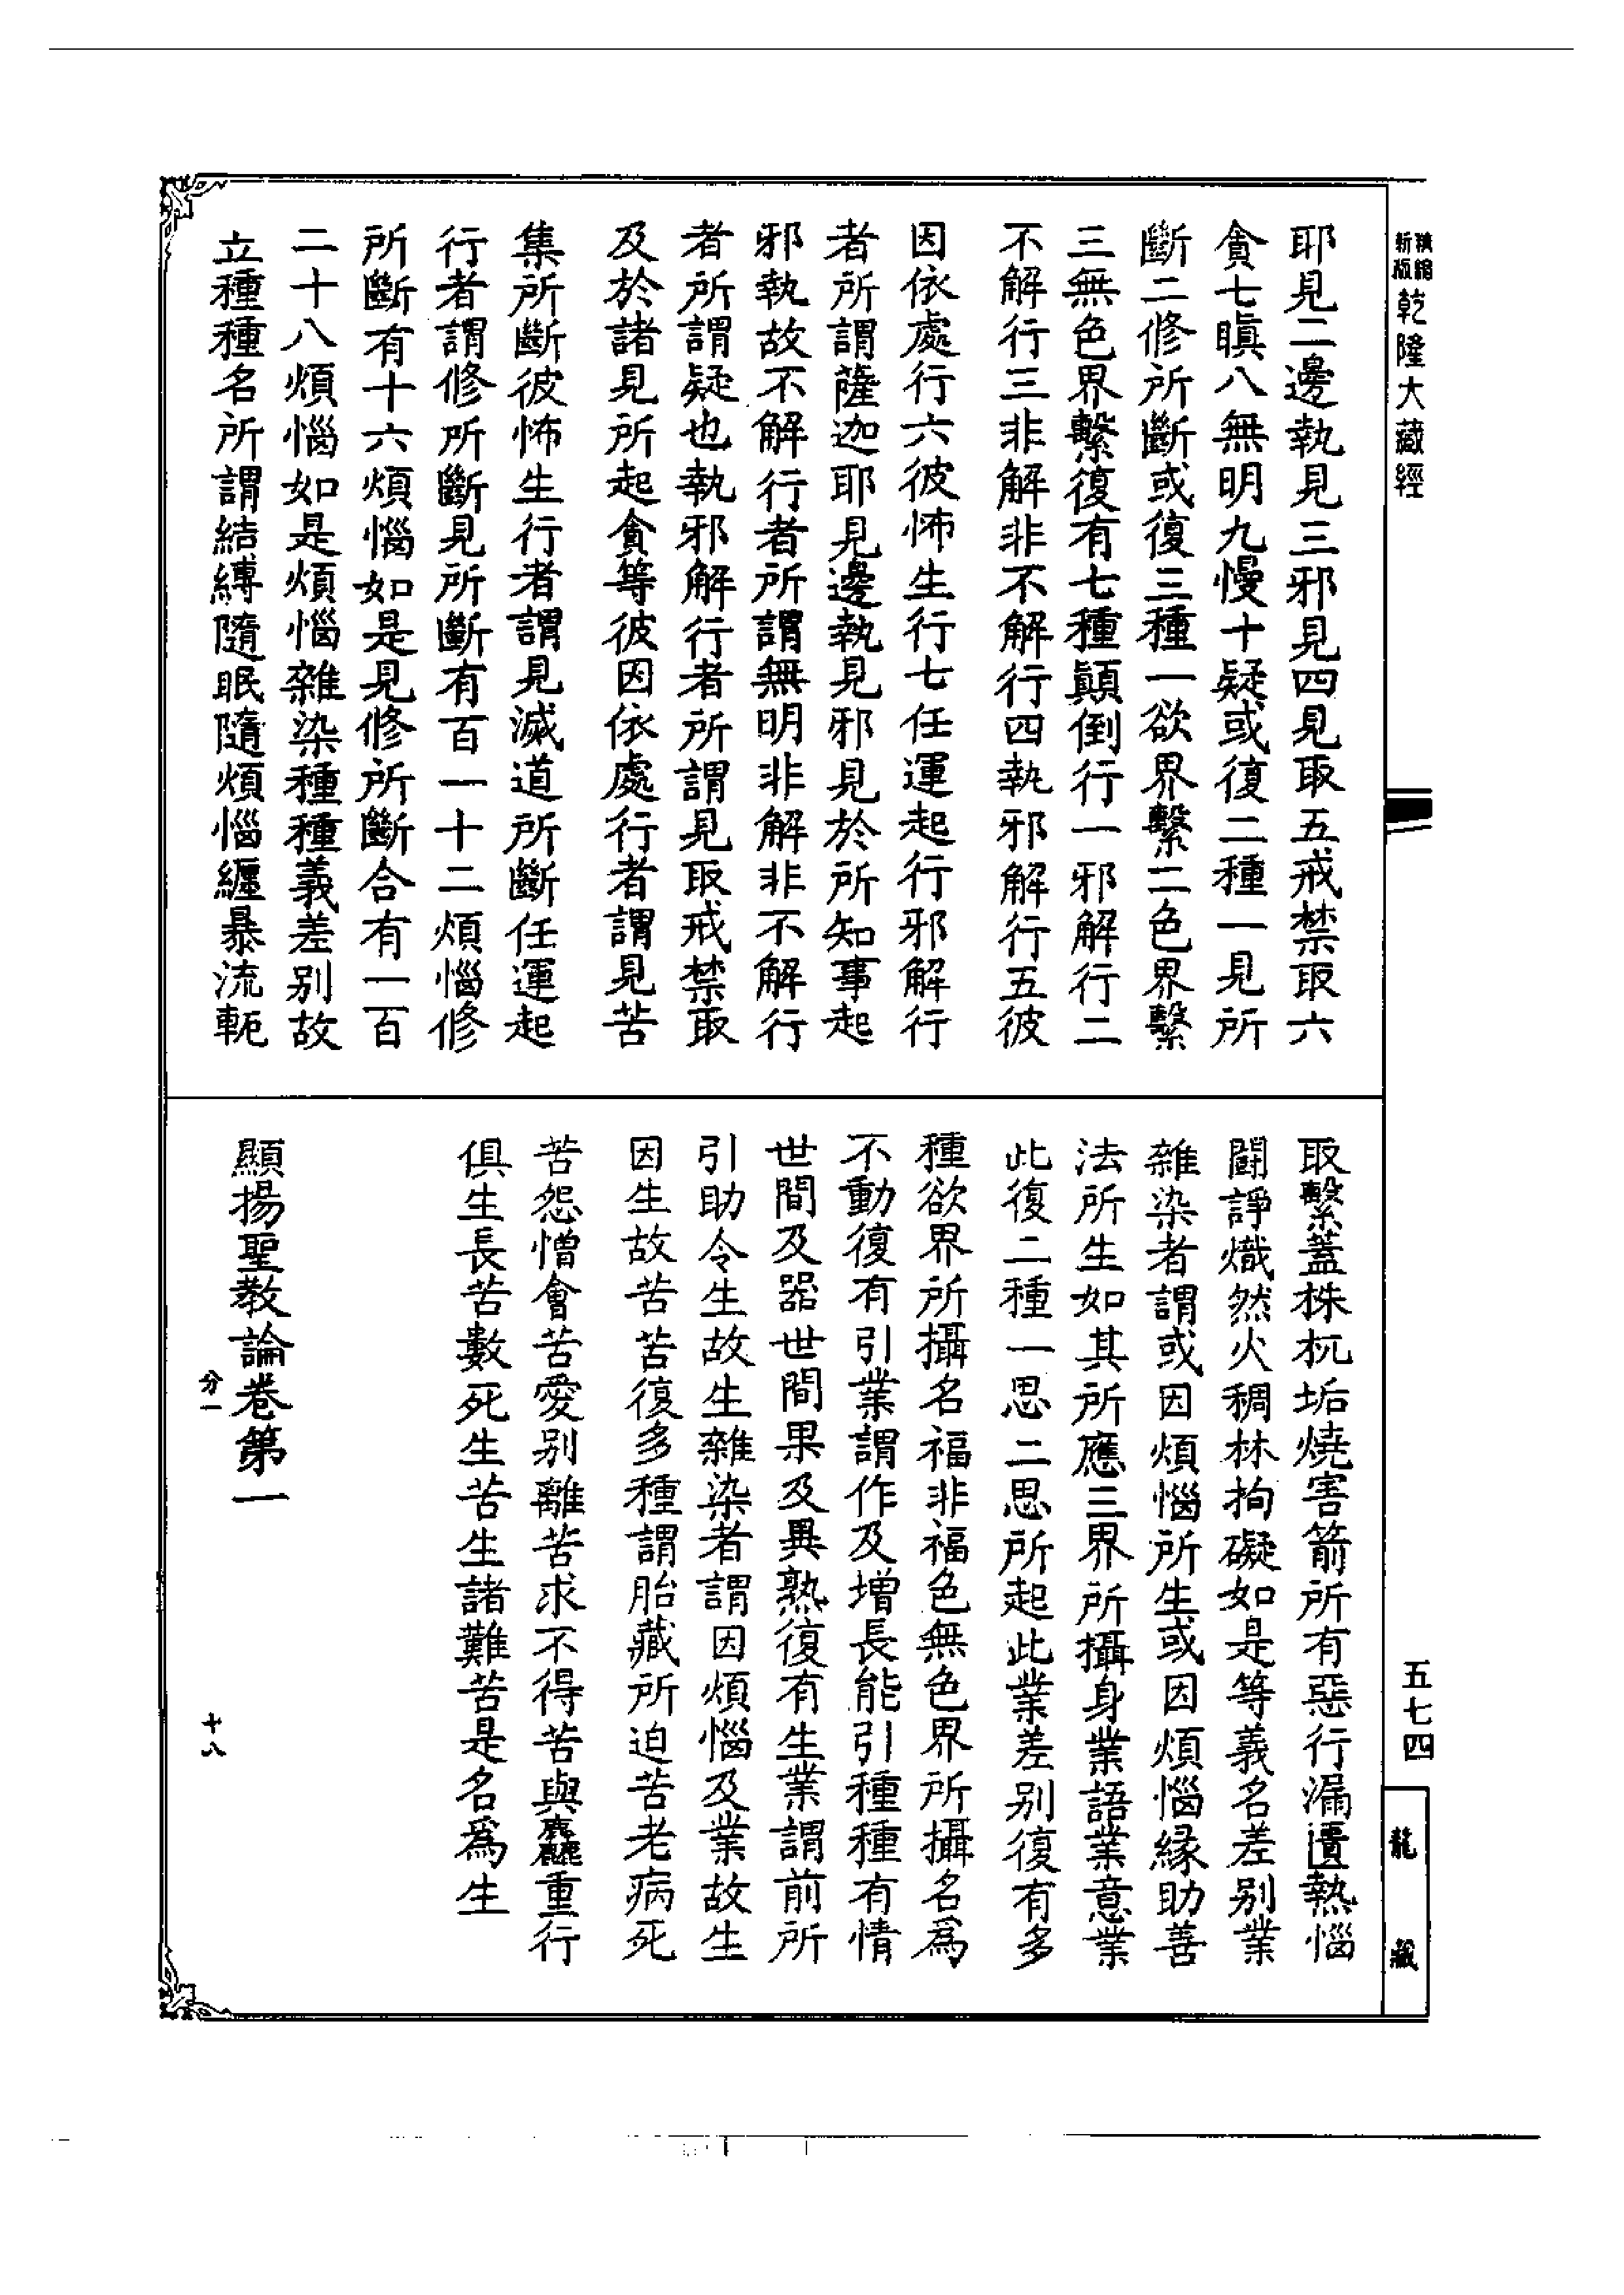 新版
精縮
乾隆大藏經
五七四
龍藏
耶見二邊執見三邪見四見取五戒禁取六
貪七瞋八無明九慢十疑或復二種一見所
斷二修所斷或復三種一欲界繫二色界繫
三無色界繫復有七種顛倒行一邪解行二
不解行三非解非不解行四執邪解行五彼
因依處行六彼怖生行七任運起行邪解行
者所謂薩迦耶見邊執見邪見於所知事起
邪執故不解行者所謂無明非解非不解行
者所謂疑也執邪解行者所謂見取戒禁取
及於諸見所起貪等彼因依處行者謂見苦
集所斷彼怖生行者謂見滅道所斷任運起
行者謂修所斷見所斷有百一十二煩惱修
所斷有十六煩惱如是見修所斷合有一百
二十八煩惱如是煩惱雜染種種義差別故
立種種名所謂結縛隨眠隨煩惱纏暴流軛
取繫蓋株杌垢燒害箭所有惡行漏匱熱惱
鬪諍熾然火稠林拘礙如是等義名差別業
雜染者謂或因煩惱所生或因煩惱緣助善
法所生如其所應三界所攝身業語業意業
此復二種一思二思所起此業差別復有多
種欲界所攝名福非福色無色界所攝名為
不動復有引業謂作及增長能引種種有情
世間及器世間果及異熟復有生業謂前所
引助令生故生雜染者謂因煩惱及業故生
因生故苦苦復多種謂胎藏所迫苦老病死
苦怨憎會苦愛別離苦求不得苦與麤重行
俱生長苦數死生苦生諸難苦是名為生
顯揚聖教論卷第一
分一
十八